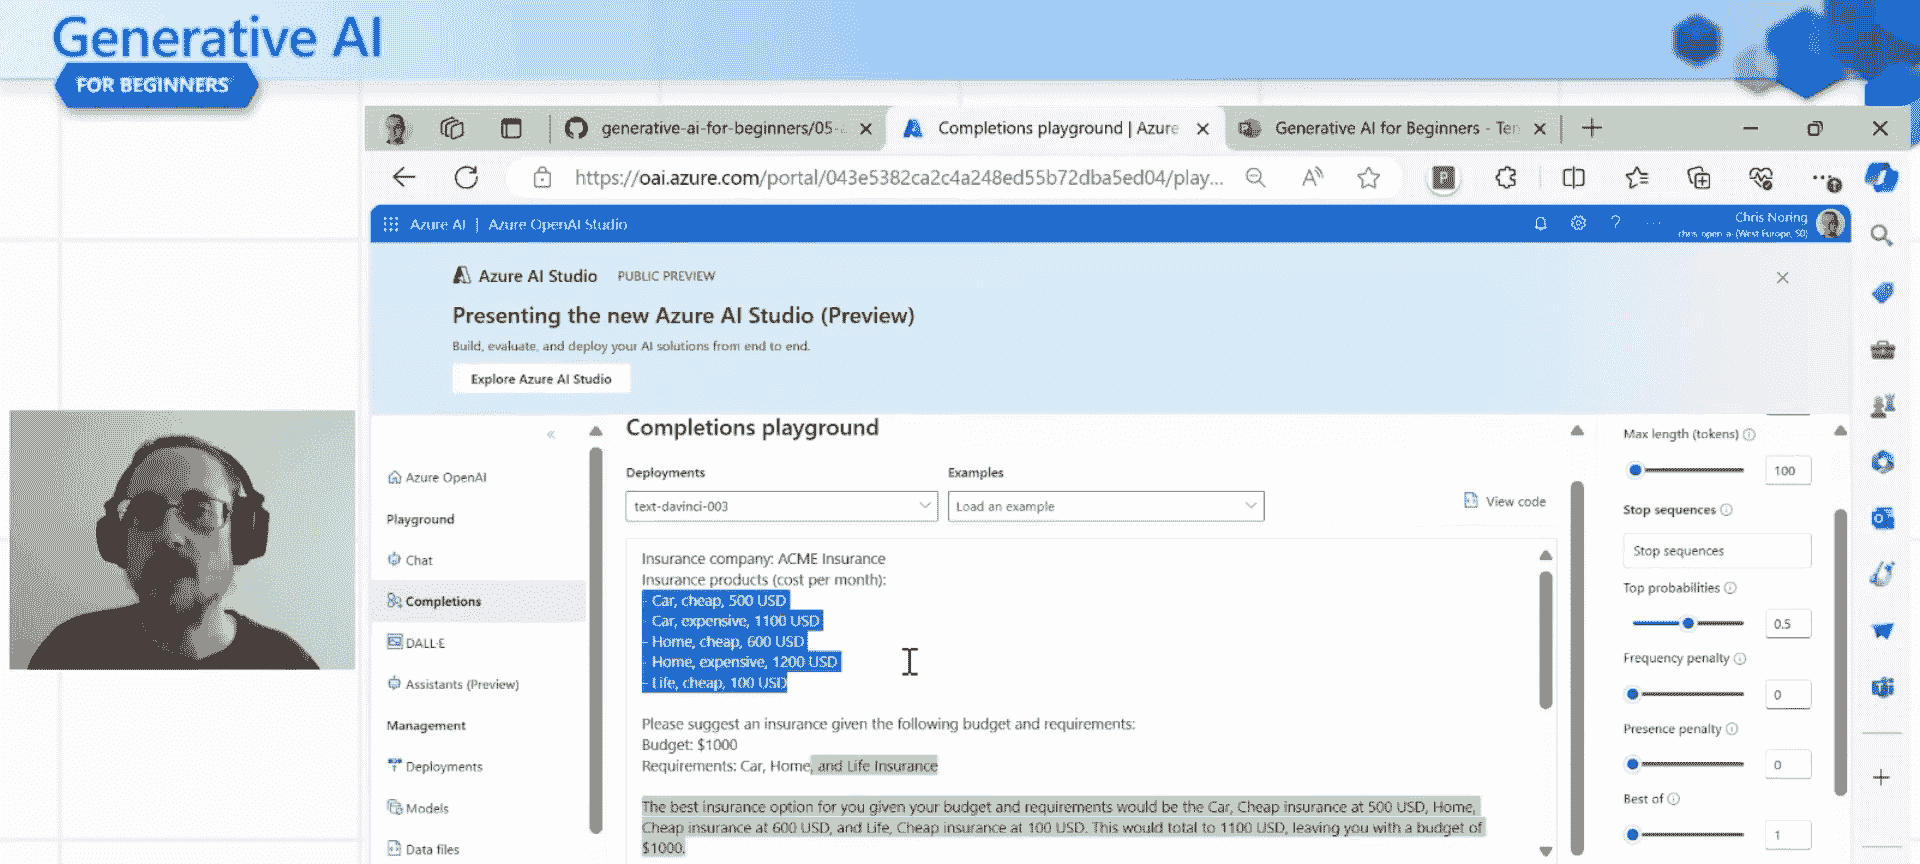 Generative AI
FOR BEGINNERS
generative-ai-for-beginners/05-
Completions playground | Azure
Generative AI for Beginners - Ten
https://oai.azure.com/portal/043e5382ca2c4a248ed55b72dba5ed04/play...
Azure AI | Azure OpenAI Studio
Chris Noring
chris-open-a (West Europe, S0)
Azure AI Studio PUBLIC PREVIEW
Presenting the new Azure AI Studio (Preview)
Build, evaluate, and deploy your AI solutions from end to end.
Explore Azure AI Studio
Azure OpenAI
Playground
Chat
Completions
DALL·E
Assistants (Preview)
Management
Deployments
Models
Data files
Completions playground
Deployments
Examples
text-davinci-003
Load an example
View code
Insurance company: ACME Insurance
Insurance products (cost per month):
- Car, cheap, 500 USD
- Car, expensive, 1100 USD
- Home, cheap, 600 USD
- Home, expensive, 1200 USD
- Life, cheap, 100 USD
Please suggest an insurance given the following budget and requirements:
Budget: $1000
Requirements: Car, Home, and Life Insurance
The best insurance option for you given your budget and requirements would be the Car, Cheap insurance at 500 USD, Home,
Cheap insurance at 600 USD, and Life, Cheap insurance at 100 USD. This would total to 1100 USD, leaving you with a budget of
$1000.
Max length (tokens)
100
Stop sequences
Stop sequences
Top probabilities
0.5
Frequency penalty
0
Presence penalty
0
Best of
1